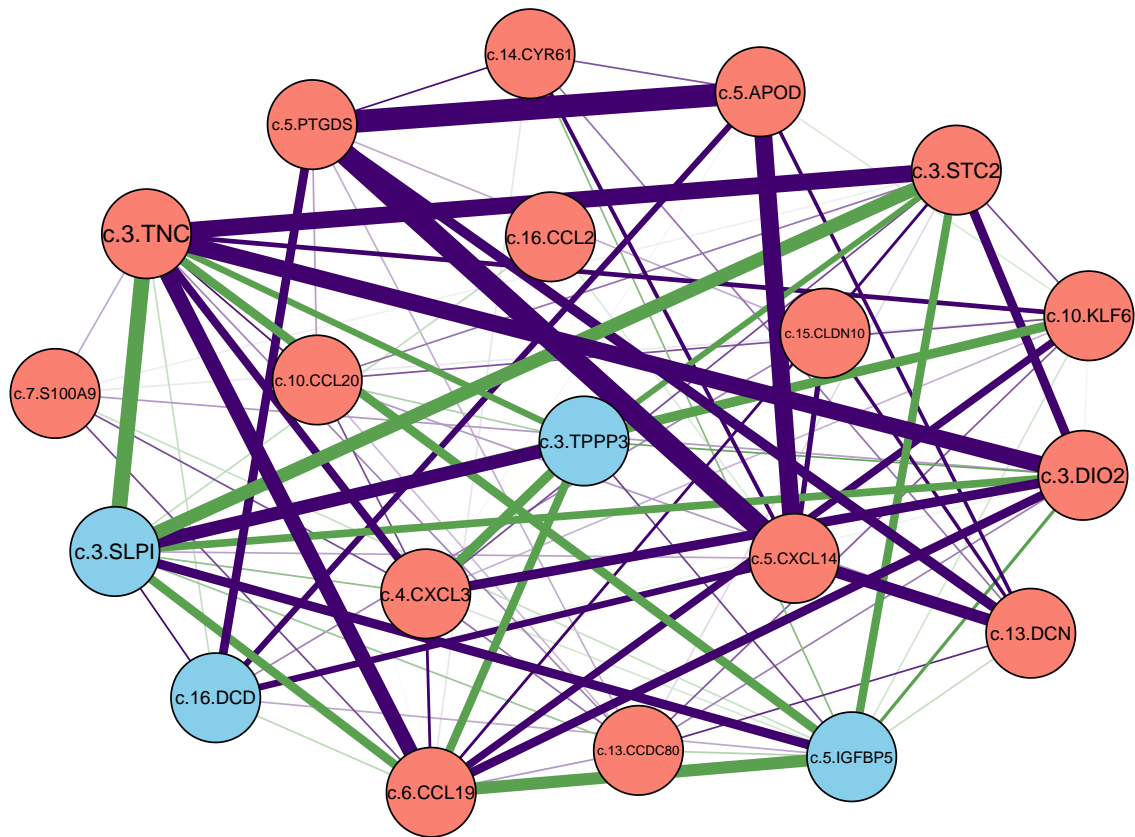 c.14.CYR61
c.5.APOD
c.5.PTGDS
c.3.STC2
c.3.TNC
c.16.CCL2
c.10.KLF6
c.15.CLDN10
c.10.CCL20
c.7.S100A9
c.3.TPPP3
c.3.DIO2
c.3.SLPI
c.5.CXCL14
c.4.CXCL3
c.13.DCN
c.16.DCD
c.13.CCDC80
c.5.IGFBP5
c.6.CCL19